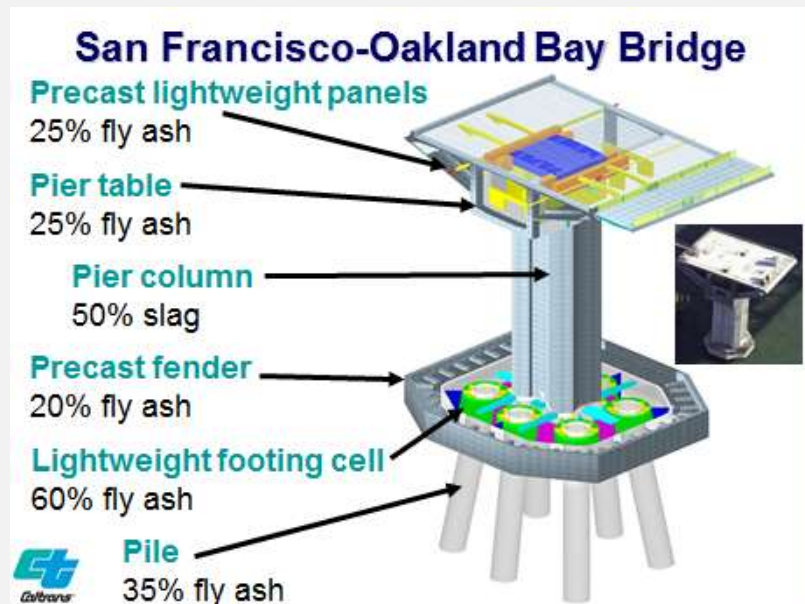 San Francisco-Oakland Bay Bridge
Precast lightweight panels
25% fly ash
Pier table
25% fly ash
Pier column
50% slag
Precast fender
20% fly ash
Lightweight footing cell
60% fly ash
Pile
35% fly ash
Caltrans